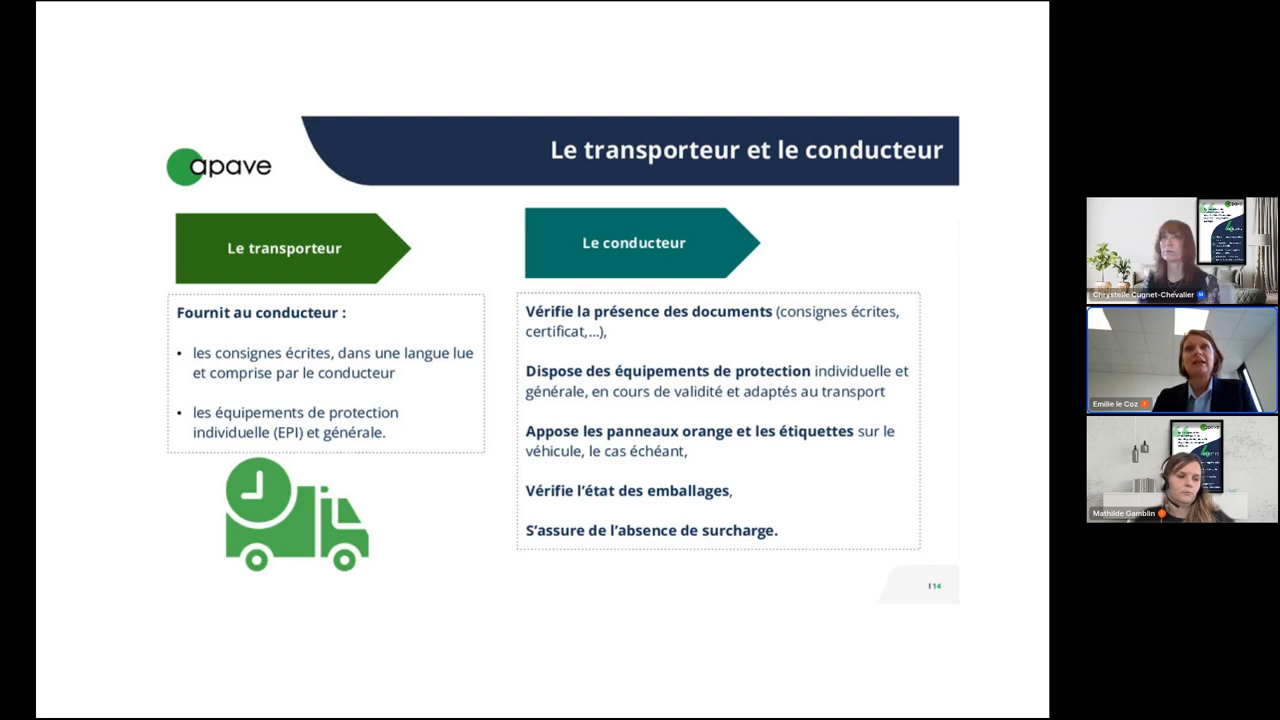 apave
Le transporteur et le conducteur
Le transporteur
Le conducteur
Fournit au conducteur :
• les consignes écrites, dans une langue lue
et comprise par le conducteur
• les équipements de protection
individuelle (EPI) et générale.
Vérifie la présence des documents (consignes écrites,
certificat,...),
Dispose des équipements de protection individuelle et
générale, en cours de validité et adaptés au transport
Appose les panneaux orange et les étiquettes sur le
véhicule, le cas échéant,
Vérifie l'état des emballages,
S'assure de l'absence de surcharge.
I 14
Chrystelle Cugnet-Chevalier
Emilie le Coz
Mathilde Gamblin